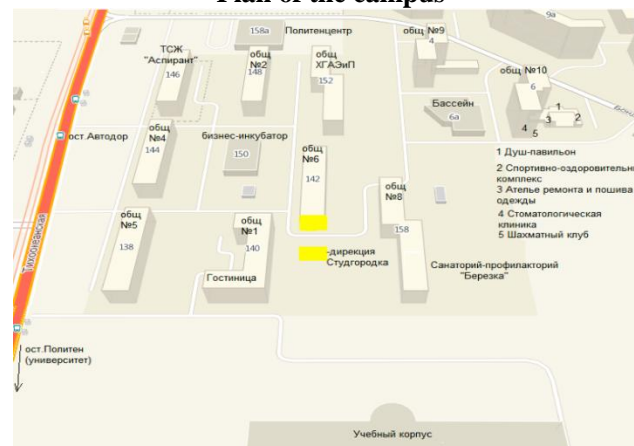 Plan of the campus
158а
Политенцентр
общ
№9
4
9а
ТСЖ
"Аспирант"
146
общ
№2
148
общ
ХГАЭиП
152
общ №10
6
Бассейн
6а
1
2
3
4
5
ост.Автодор
общ
№4
144
бизнес-инкубатор
150
общ
№6
142
1 Душ-павильон
2 Спортивно-оздоровительн
комплекс
3 Ателье ремонта и пошива
одежды
4 Стоматологическая
клиника
5 Шахматный клуб
общ
№8
158
общ
№5
138
общ
№1
140
Гостиница
-дирекция
Студгородка
Санаторий-профилакторий
"Березка"
Тихоокеанская
ост.Политен
(университет)
Учебный корпус